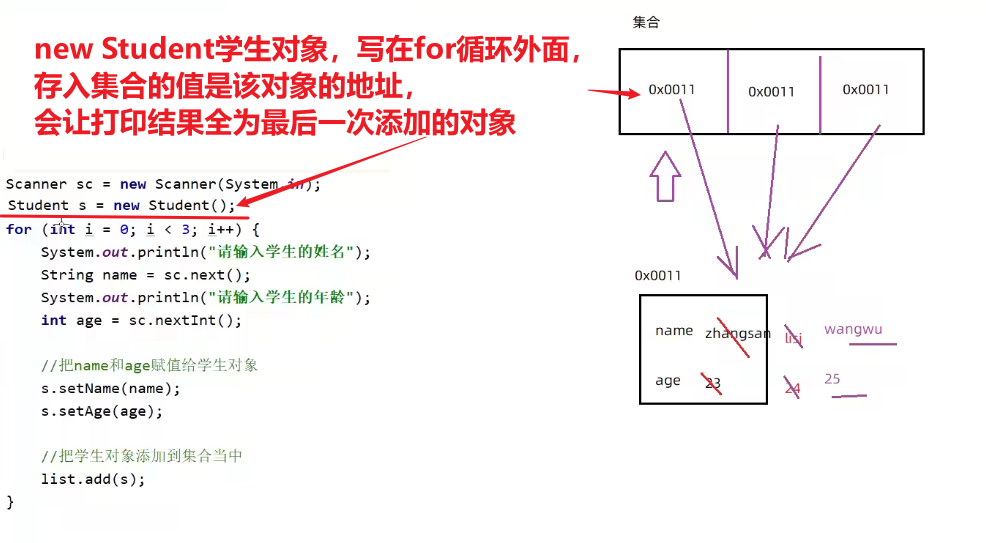 new Student学生对象，写在for循环外面，
存入集合的值是该对象的地址，
会让打印结果全为最后一次添加的对象
Scanner sc = new Scanner(System.in);
Student s = new Student();
for (int i = 0; i < 3; i++) {
System.out.println("请输入学生的姓名");
String name = sc.next();
System.out.println("请输入学生的年龄");
int age = sc.nextInt();
//把name和age赋值给学生对象
s.setName(name);
s.setAge(age);
//把学生对象添加到集合当中
list.add(s);
}
集合
0x0011 0x0011 0x0011
0x0011
name zhangsan lisi wangwu
age 23 24 25